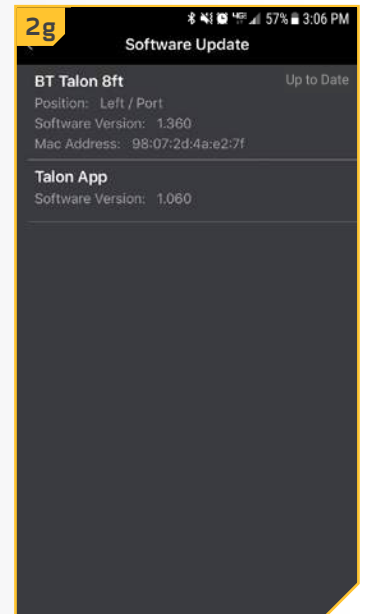 2g
57% 3:06 PM
Software Update
BT Talon 8ft Up to Date
Position: Left / Port
Software Version: 1.360
Mac Address: 98:07:2d:4a:e2:7f
Talon App
Software Version: 1.060